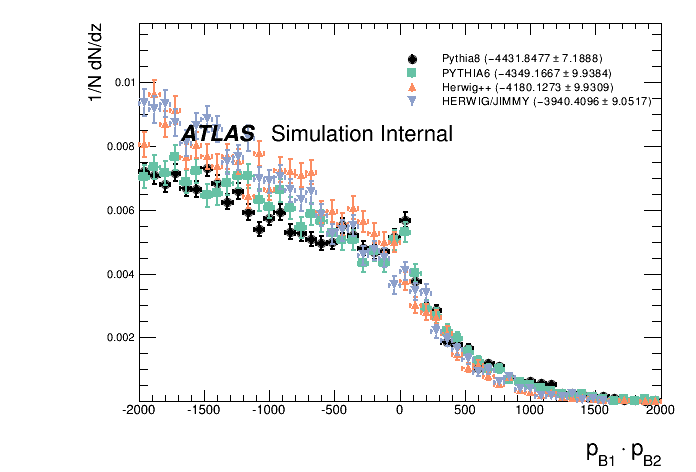 1/N dN/dz
Pythia8 (−4431.8477 ± 7.1888)
PYTHIA6 (−4349.1667 ± 9.9384)
Herwig++ (−4180.1273 ± 9.9309)
HERWIG/JIMMY (−3940.4096 ± 9.0517)
ATLAS Simulation Internal
0.01
0.008
0.006
0.004
0.002
-2000 -1500 -1000 -500 0 500 1000 1500 2000
p_B1 · p_B2